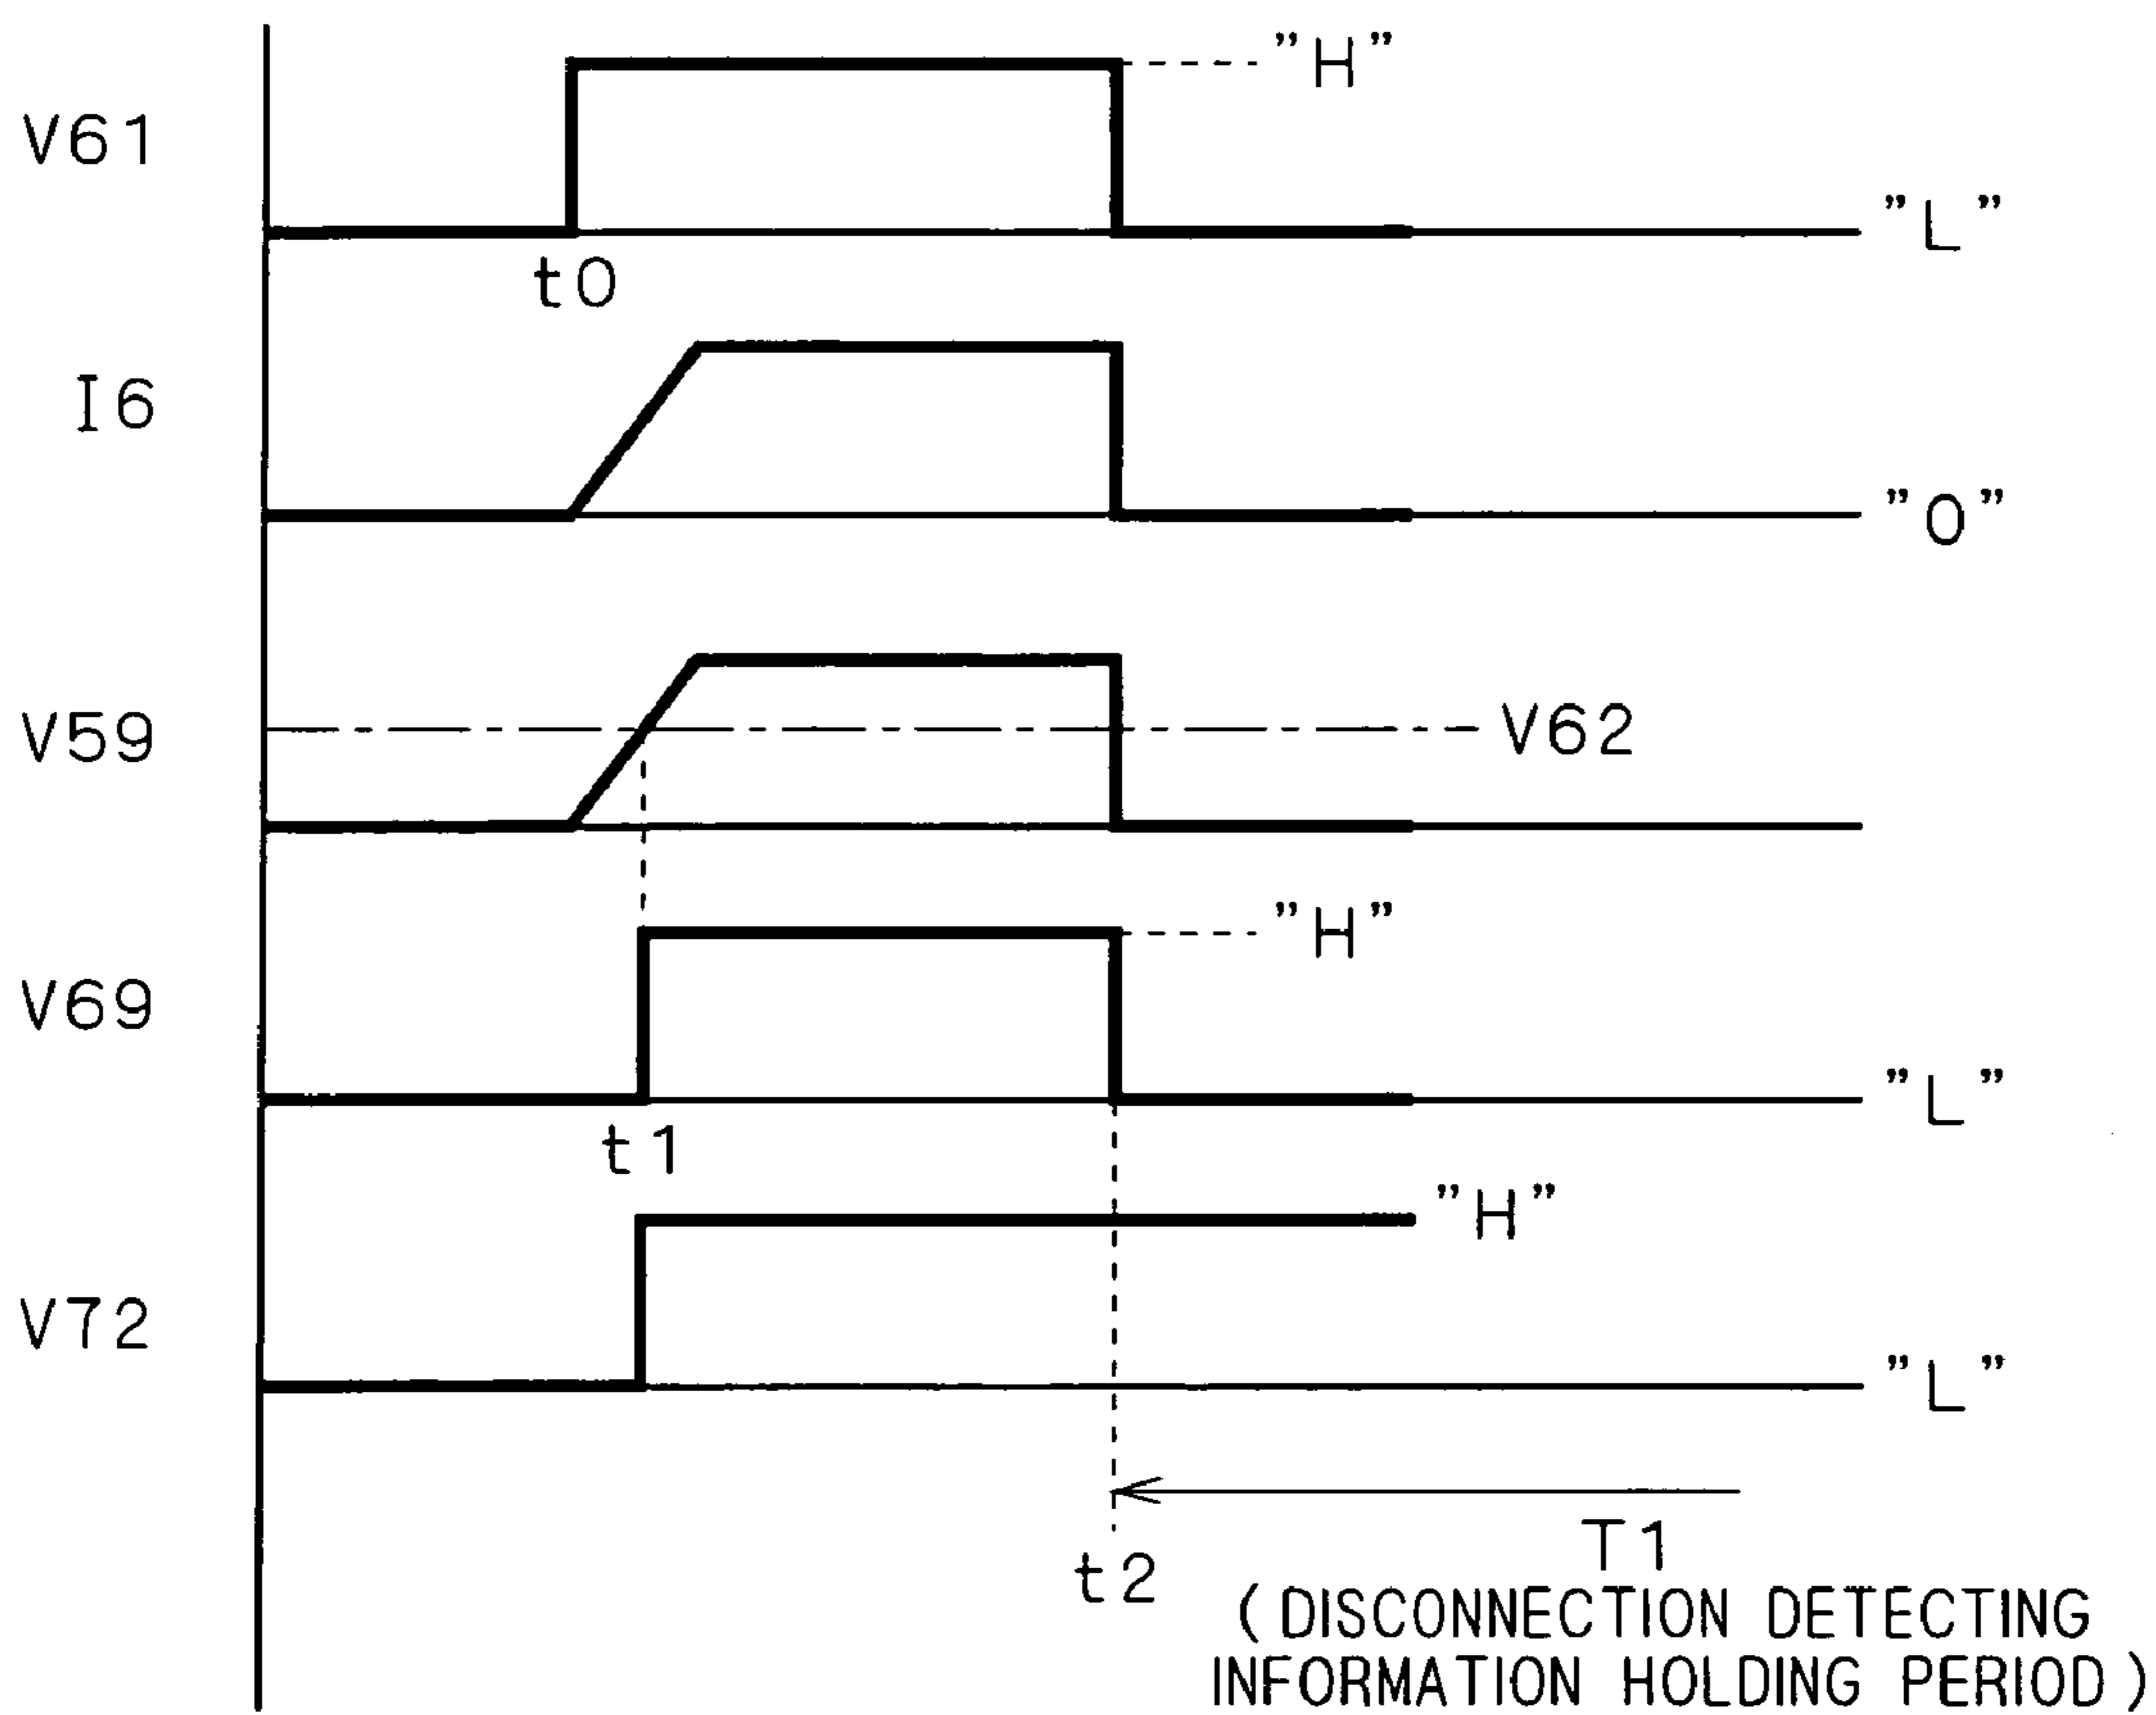 "H"
V61
"L"
t0
I6
"0"
V59
V62
"H"
V69
"L"
t1
"H"
V72
"L"
T1
t2
(DISCONNECTION DETECTING
INFORMATION HOLDING PERIOD)